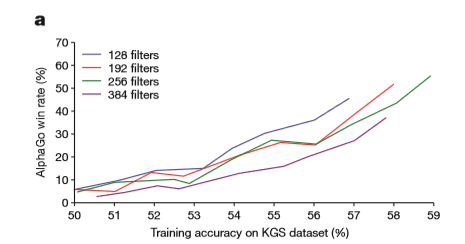 a
AlphaGo win rate (%)
70
60
50
40
30
20
10
0
128 filters
192 filters
256 filters
384 filters
50 51 52 53 54 55 56 57 58 59
Training accuracy on KGS dataset (%)